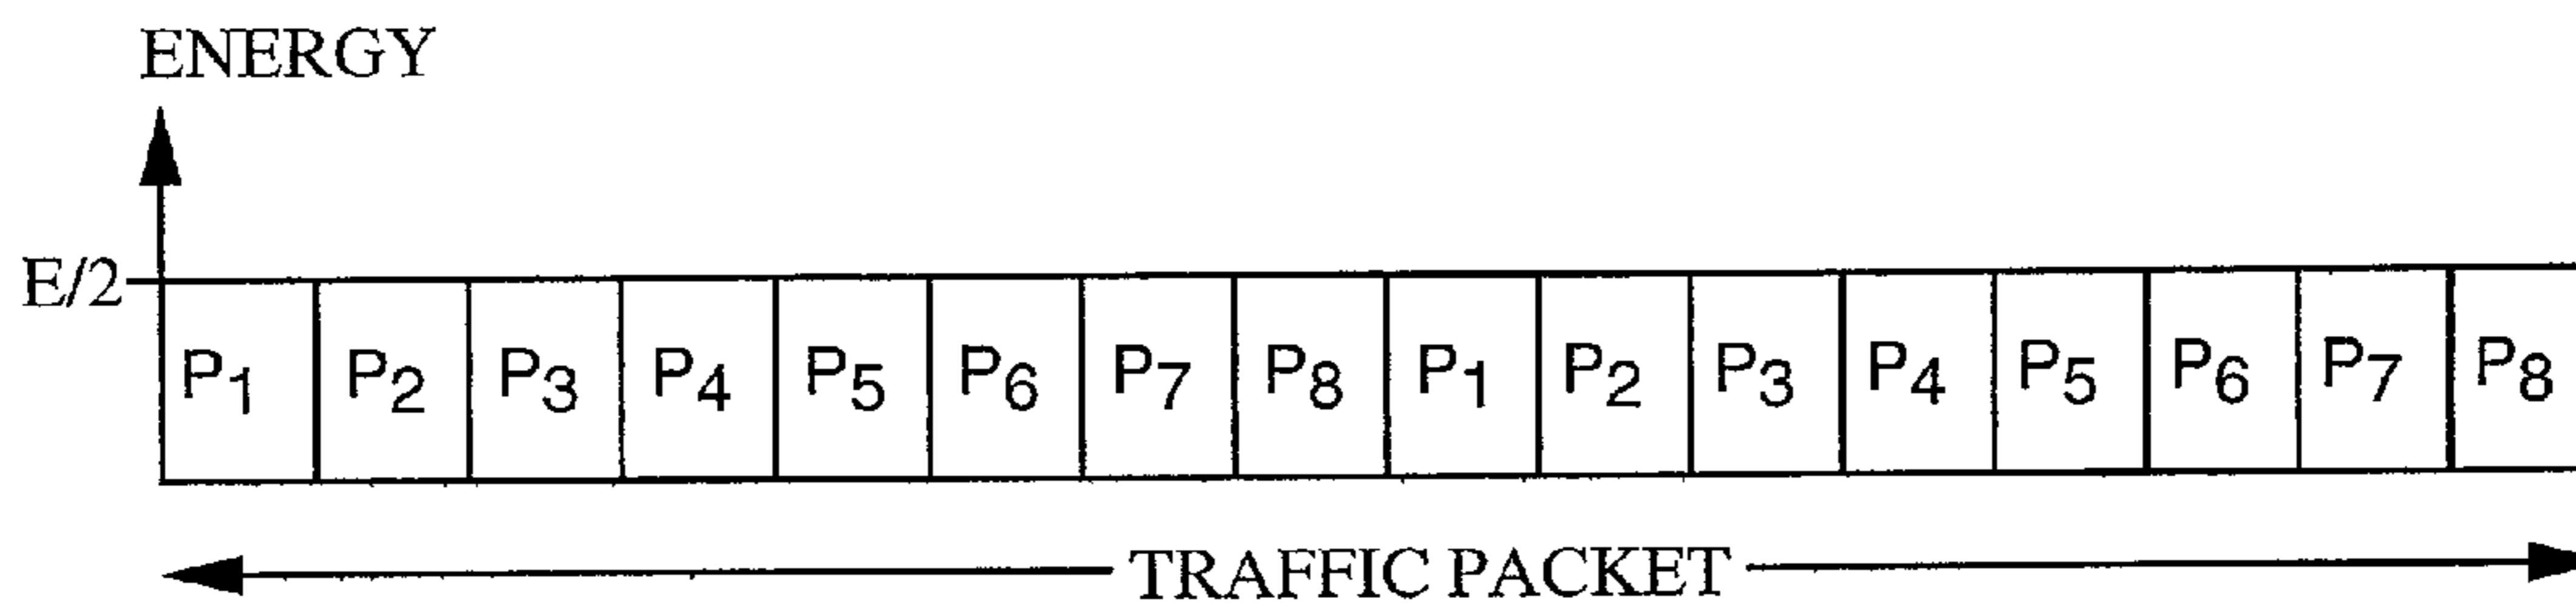 ENERGY
E/2
P1 P2 P3 P4 P5 P6 P7 P8 P1 P2 P3 P4 P5 P6 P7 P8
TRAFFIC PACKET